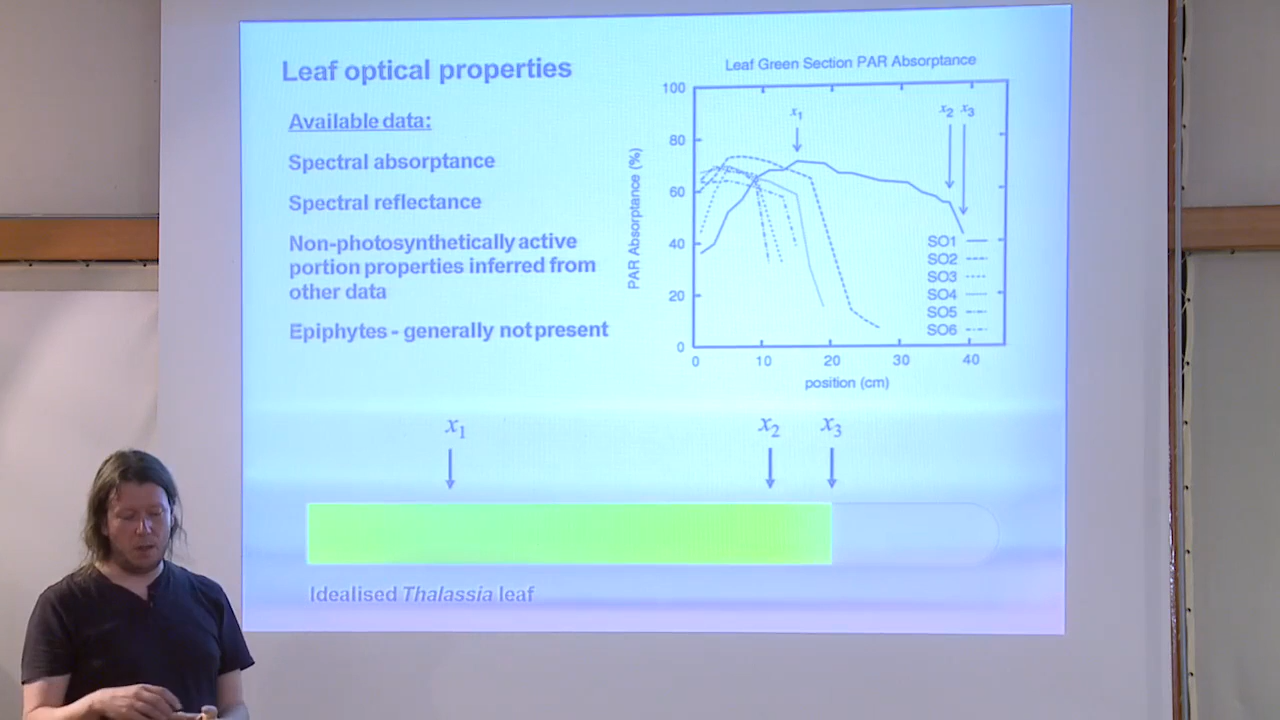 Leaf optical properties
Available data:
Spectral absorptance
Spectral reflectance
Non-photosynthetically active
portion properties inferred from
other data
Epiphytes - generally not present
Leaf Green Section PAR Absorptance
PAR Absorptance (%)
100
80
60
40
20
0
x1
x2 x3
SO1
SO2
SO3
SO4
SO5
SO6
0 10 20 30 40
position (cm)
x1 x2 x3
Idealised Thalassia leaf